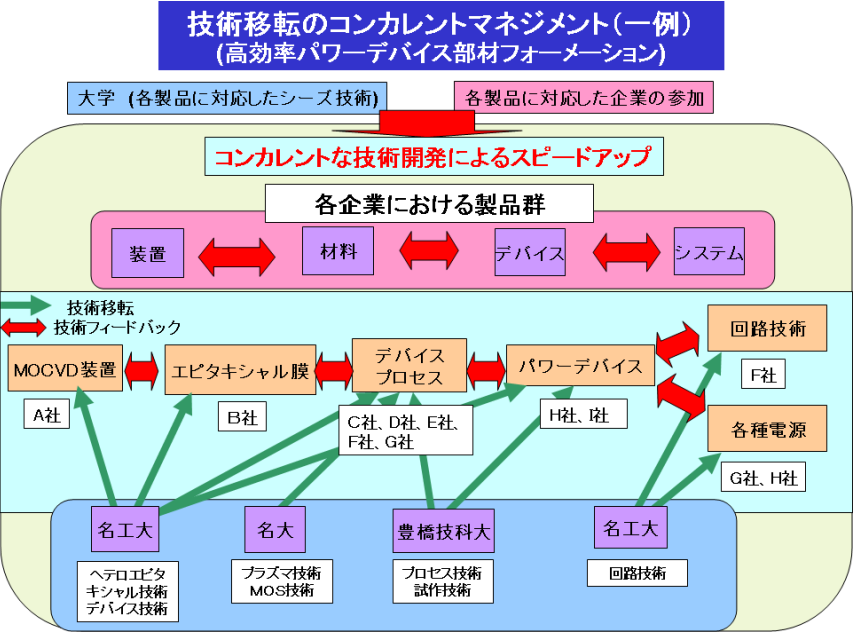 技術移転のコンカレントマネジメント(一例)
(高効率パワーデバイス部材フォーメーション)
大学 (各製品に対応したシーズ技術)
各製品に対応した企業の参加
コンカレントな技術開発によるスピードアップ
各企業における製品群
装置
材料
デバイス
システム
技術移転
技術フィードバック
MOCVD装置
エピタキシャル膜
デバイス
プロセス
パワーデバイス
回路技術
各種電源
A社
B社
C社、D社、E社、
F社、G社
H社、I社
F社
G社、H社
名工大
名大
豊橋技科大
名工大
ヘテロエピタ
キシャル技術
デバイス技術
プラズマ技術
MOS技術
プロセス技術
試作技術
回路技術